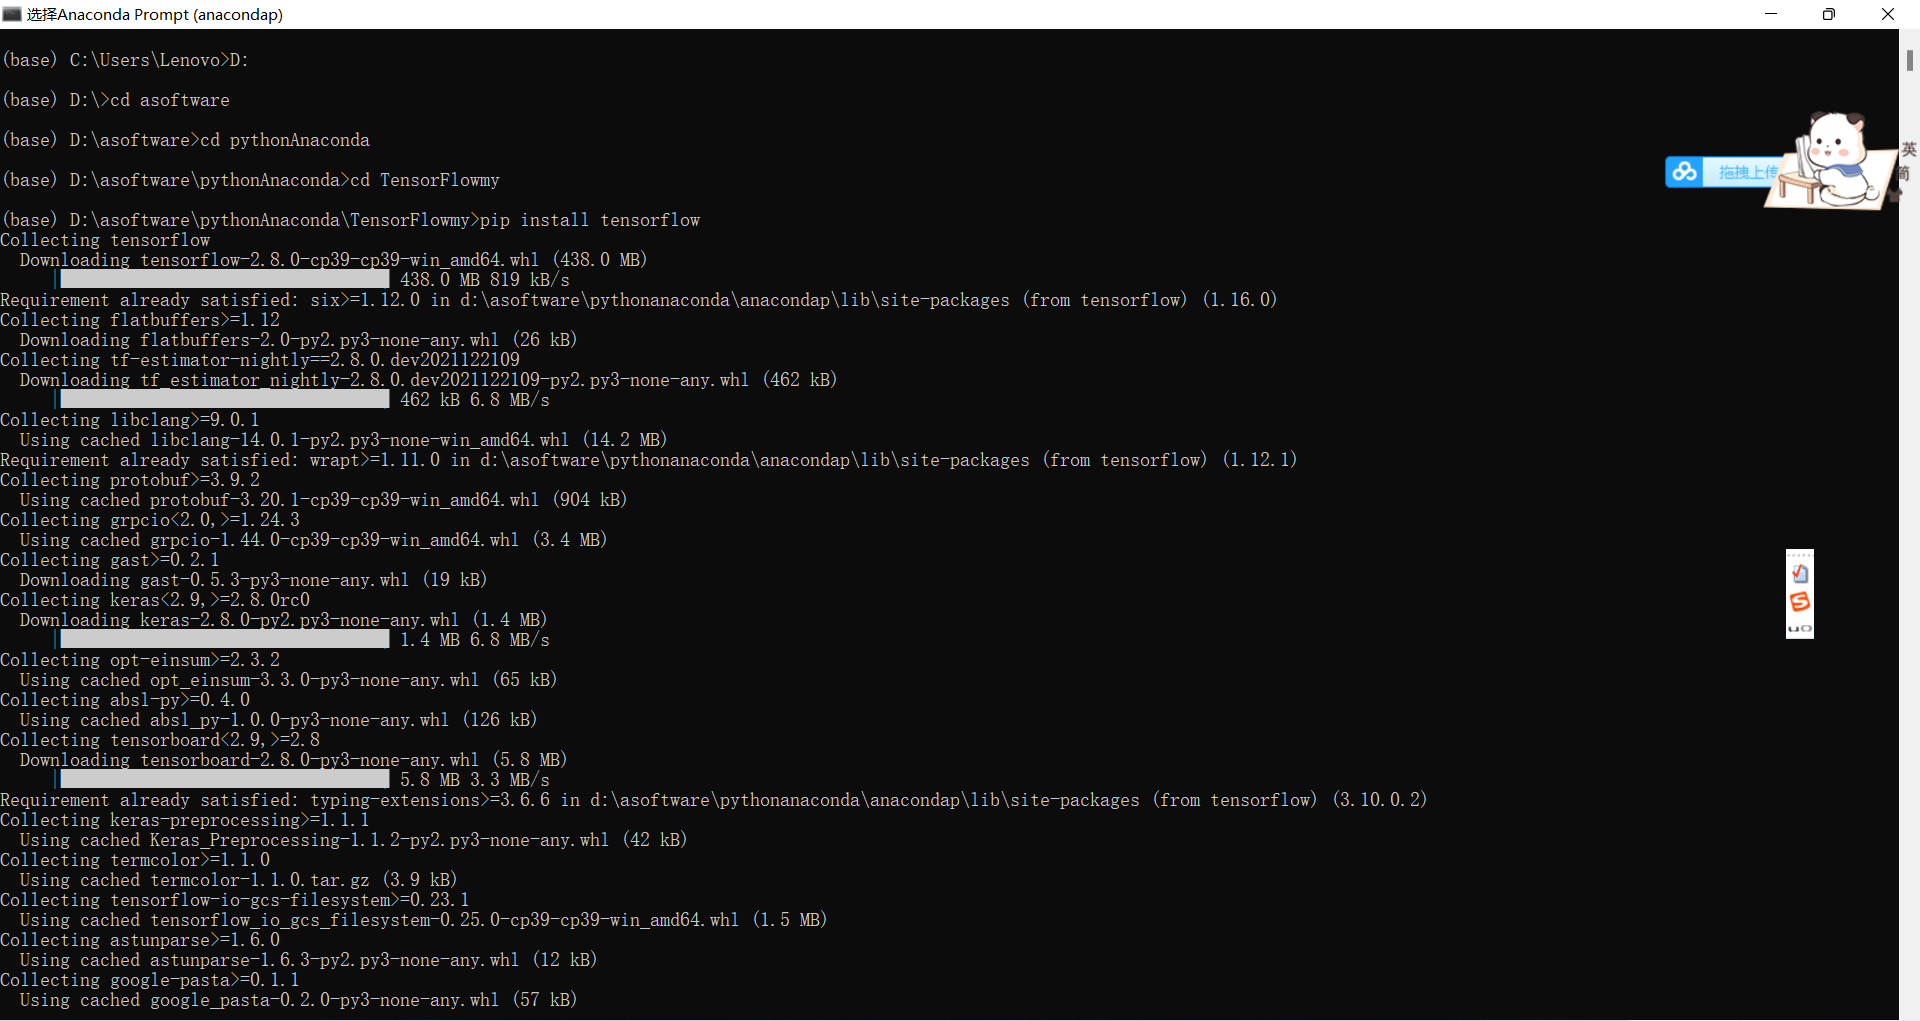 选择Anaconda Prompt (anacondap)
(base) C:\Users\Lenovo>D:
(base) D:\>cd asoftware
(base) D:\asoftware>cd pythonAnaconda
(base) D:\asoftware\pythonAnaconda>cd TensorFlowmy
(base) D:\asoftware\pythonAnaconda\TensorFlowmy>pip install tensorflow
Collecting tensorflow
  Downloading tensorflow-2.8.0-cp39-cp39-win_amd64.whl (438.0 MB)
438.0 MB 819 kB/s
Requirement already satisfied: six>=1.12.0 in d:\asoftware\pythonanaconda\anacondap\lib\site-packages (from tensorflow) (1.16.0)
Collecting flatbuffers>=1.12
  Downloading flatbuffers-2.0-py2.py3-none-any.whl (26 kB)
Collecting tf-estimator-nightly==2.8.0.dev2021122109
  Downloading tf_estimator_nightly-2.8.0.dev2021122109-py2.py3-none-any.whl (462 kB)
462 kB 6.8 MB/s
Collecting libclang>=9.0.1
  Using cached libclang-14.0.1-py2.py3-none-win_amd64.whl (14.2 MB)
Requirement already satisfied: wrapt>=1.11.0 in d:\asoftware\pythonanaconda\anacondap\lib\site-packages (from tensorflow) (1.12.1)
Collecting protobuf>=3.9.2
  Using cached protobuf-3.20.1-cp39-cp39-win_amd64.whl (904 kB)
Collecting grpcio<2.0,>=1.24.3
  Using cached grpcio-1.44.0-cp39-cp39-win_amd64.whl (3.4 MB)
Collecting gast>=0.2.1
  Downloading gast-0.5.3-py3-none-any.whl (19 kB)
Collecting keras<2.9,>=2.8.0rc0
  Downloading keras-2.8.0-py2.py3-none-any.whl (1.4 MB)
1.4 MB 6.8 MB/s
Collecting opt-einsum>=2.3.2
  Using cached opt_einsum-3.3.0-py3-none-any.whl (65 kB)
Collecting absl-py>=0.4.0
  Using cached absl_py-1.0.0-py3-none-any.whl (126 kB)
Collecting tensorboard<2.9,>=2.8
  Downloading tensorboard-2.8.0-py3-none-any.whl (5.8 MB)
5.8 MB 3.3 MB/s
Requirement already satisfied: typing-extensions>=3.6.6 in d:\asoftware\pythonanaconda\anacondap\lib\site-packages (from tensorflow) (3.10.0.2)
Collecting keras-preprocessing>=1.1.1
  Using cached Keras_Preprocessing-1.1.2-py2.py3-none-any.whl (42 kB)
Collecting termcolor>=1.1.0
  Using cached termcolor-1.1.0.tar.gz (3.9 kB)
Collecting tensorflow-io-gcs-filesystem>=0.23.1
  Using cached tensorflow_io_gcs_filesystem-0.25.0-cp39-cp39-win_amd64.whl (1.5 MB)
Collecting astunparse>=1.6.0
  Using cached astunparse-1.6.3-py2.py3-none-any.whl (12 kB)
Collecting google-pasta>=0.1.1
  Using cached google_pasta-0.2.0-py3-none-any.whl (57 kB)
拖拽上传
英
简